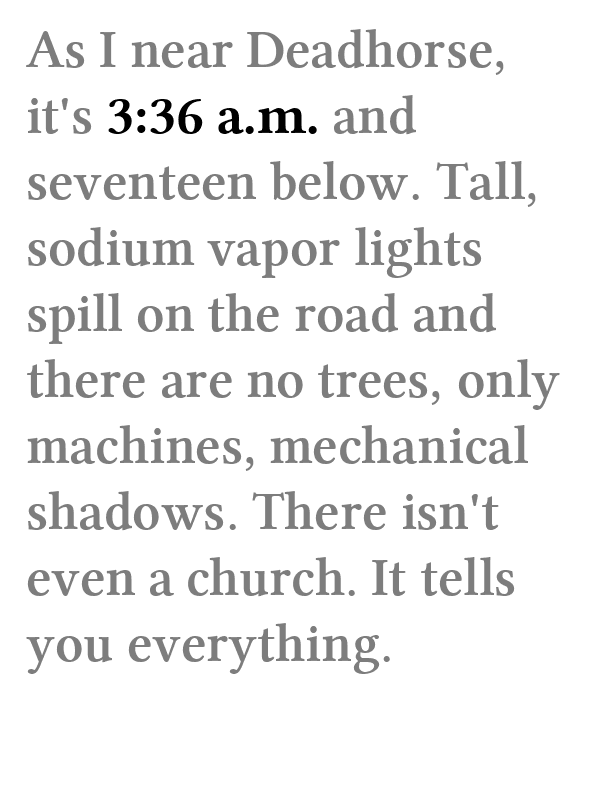 As I near Deadhorse,
it's 3:36 a.m. and
seventeen below. Tall,
sodium vapor lights
spill on the road and
there are no trees, only
machines, mechanical
shadows. There isn't
even a church. It tells
you everything.